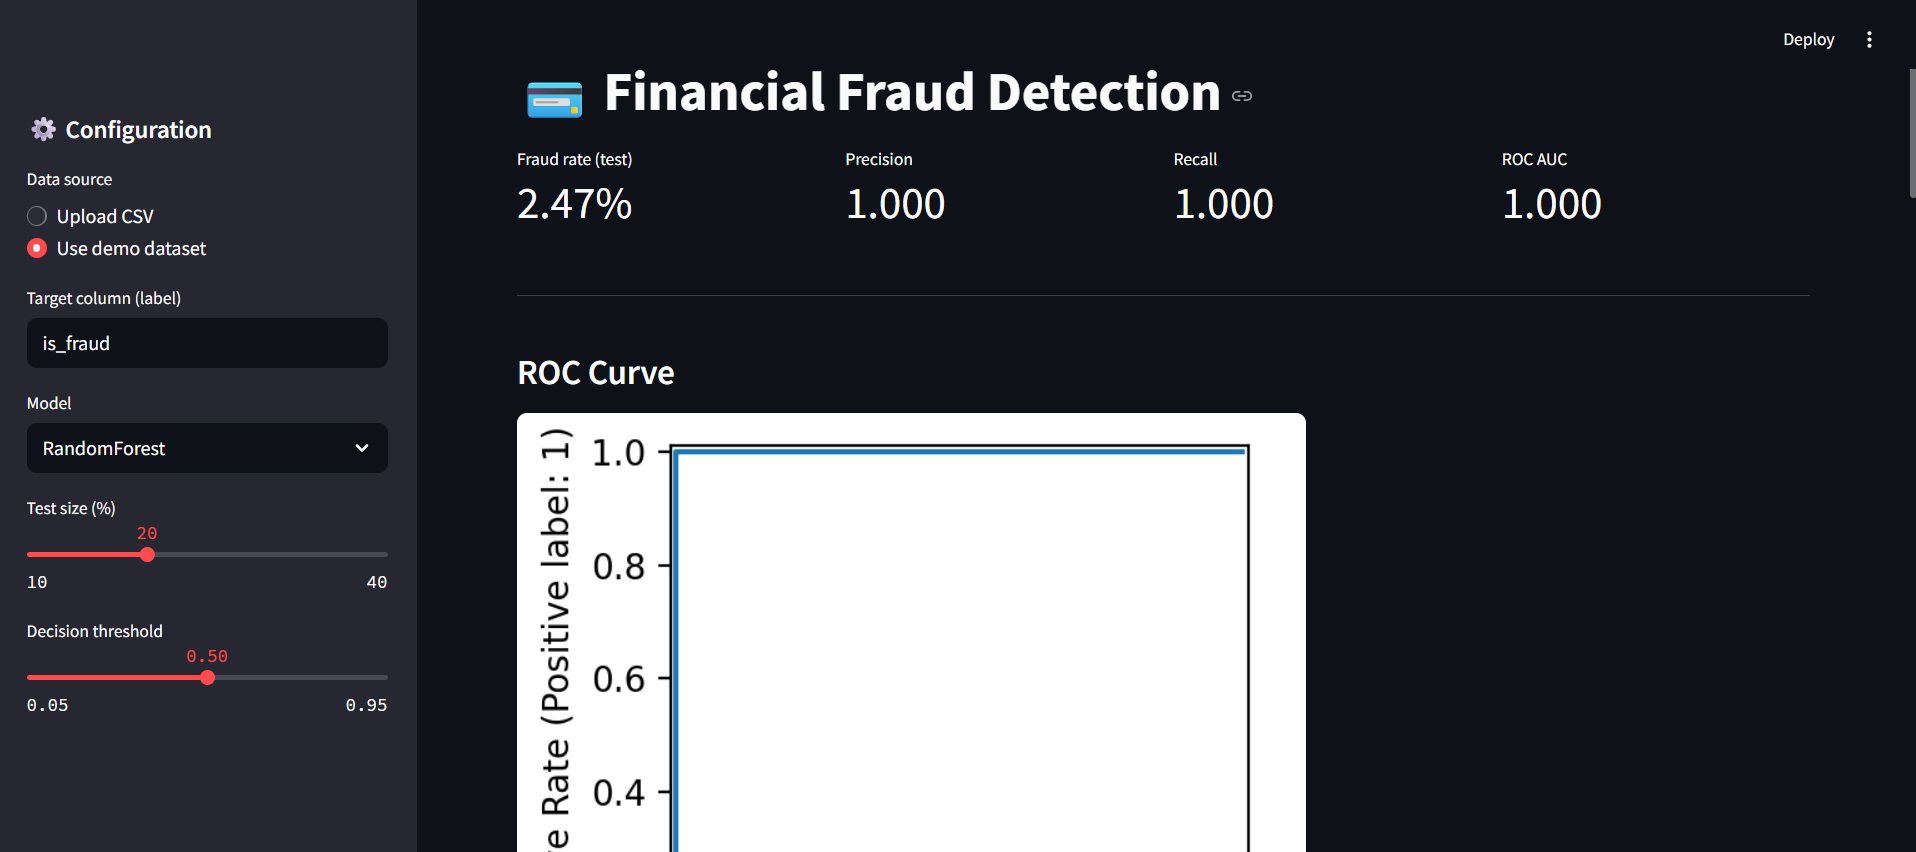 Deploy
Configuration
Data source
Upload CSV
Use demo dataset
Target column (label)
is_fraud
Model
RandomForest
Test size (%)
20
10 40
Decision threshold
0.50
0.05 0.95
Financial Fraud Detection
Fraud rate (test) Precision Recall ROC AUC
2.47% 1.000 1.000 1.000
ROC Curve
Rate (Positive label: 1)
1.0
0.8
0.6
0.4